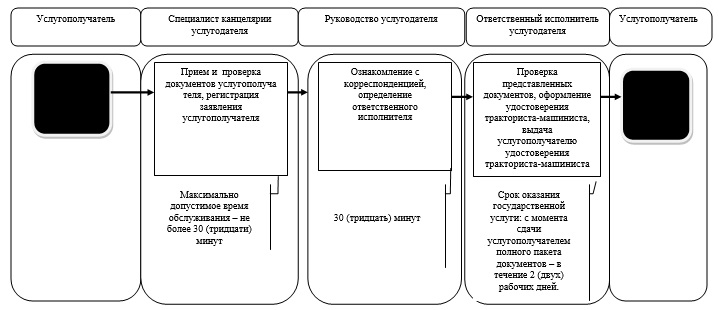 Услугополучатель
Специалист канцелярии
услугодателя
Руководство услугодателя
Ответственный исполнитель
услугодателя
Услугополучатель
Прием и проверка
документов услугополуча
теля, регистрация
заявления
услугополучателя
Ознакомление с
корреспонденцией,
определение
ответственного
исполнителя
Проверка
представленных
документов, оформление
удостоверения
тракториста-машиниста,
выдача
услугополучателю
удостоверения
тракториста-машиниста
Максимально
допустимое время
обслуживания – не
более 30 (тридцати)
минут
30 (тридцать) минут
Срок оказания
государственной
услуги: с момента
сдачи
услугополучателем
полного пакета
документов – в
течение 2 (двух)
рабочих дней.